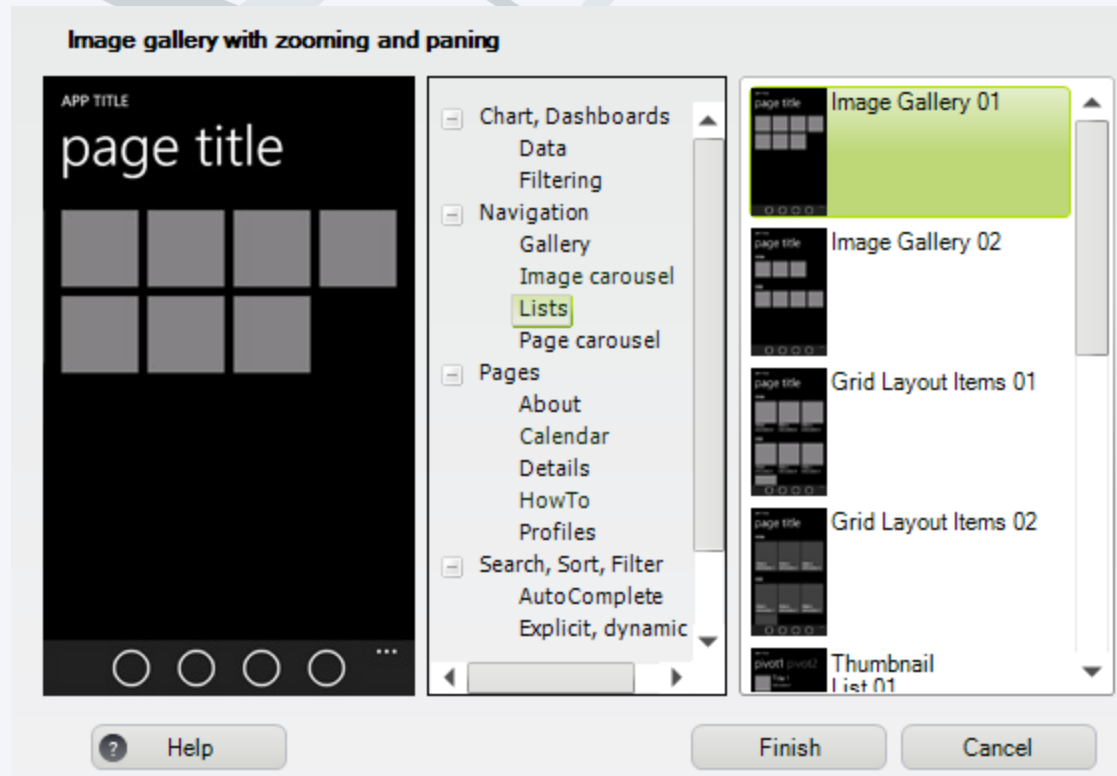 Image gallery with zooming and paning
APP TITLE
page title
Chart, Dashboards
Data
Filtering
Navigation
Gallery
Image carousel
Lists
Page carousel
Pages
About
Calendar
Details
HowTo
Profiles
Search, Sort, Filter
AutoComplete
Explicit, dynamic
page title
Image Gallery 01
page title
Image Gallery 02
page title
Grid Layout Items 01
page title
Grid Layout Items 02
pivot1 pivot2
Thumbnail
List 01
? Help
Finish
Cancel